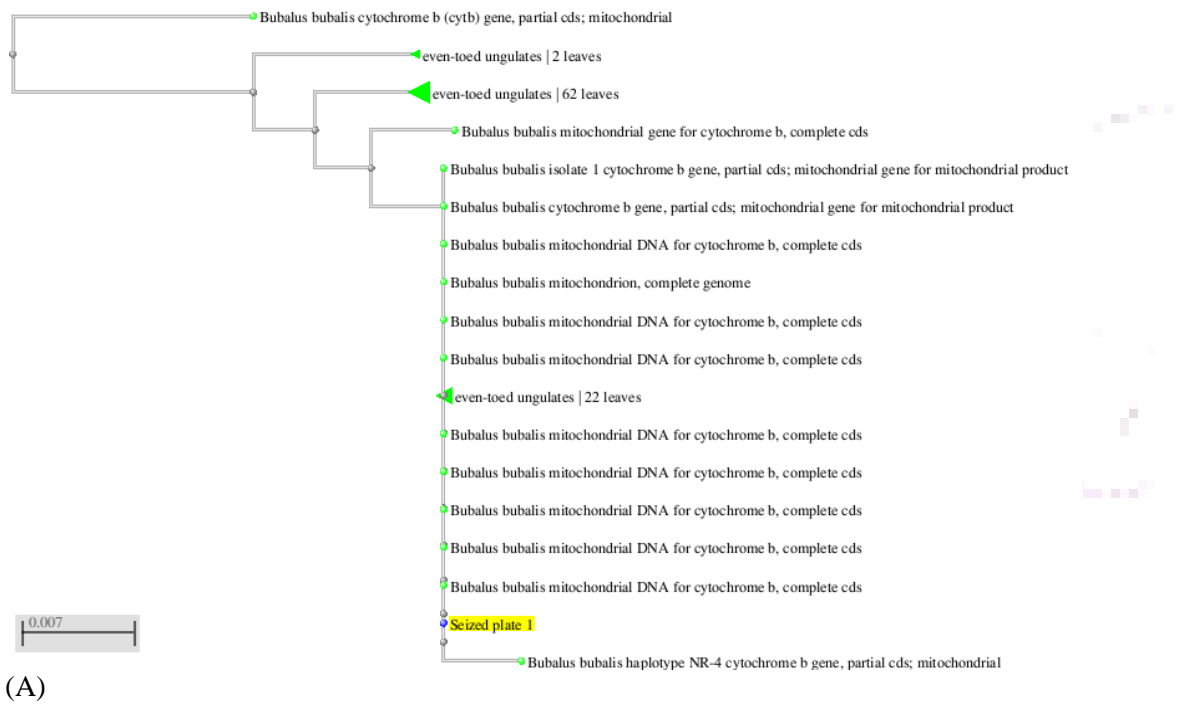 Bubalus bubalis cytochrome b (cytb) gene, partial cds; mitochondrial
even-toed ungulates | 2 leaves
even-toed ungulates | 62 leaves
Bubalus bubalis mitochondrial gene for cytochrome b, complete cds
Bubalus bubalis isolate 1 cytochrome b gene, partial cds; mitochondrial gene for mitochondrial product
Bubalus bubalis cytochrome b gene, partial cds; mitochondrial gene for mitochondrial product
Bubalus bubalis mitochondrial DNA for cytochrome b, complete cds
Bubalus bubalis mitochondrion, complete genome
Bubalus bubalis mitochondrial DNA for cytochrome b, complete cds
Bubalus bubalis mitochondrial DNA for cytochrome b, complete cds
even-toed ungulates | 22 leaves
Bubalus bubalis mitochondrial DNA for cytochrome b, complete cds
Bubalus bubalis mitochondrial DNA for cytochrome b, complete cds
Bubalus bubalis mitochondrial DNA for cytochrome b, complete cds
Bubalus bubalis mitochondrial DNA for cytochrome b, complete cds
Bubalus bubalis mitochondrial DNA for cytochrome b, complete cds
0.007
Seized plate 1
Bubalus bubalis haplotype NR-4 cytochrome b gene, partial cds; mitochondrial
(A)